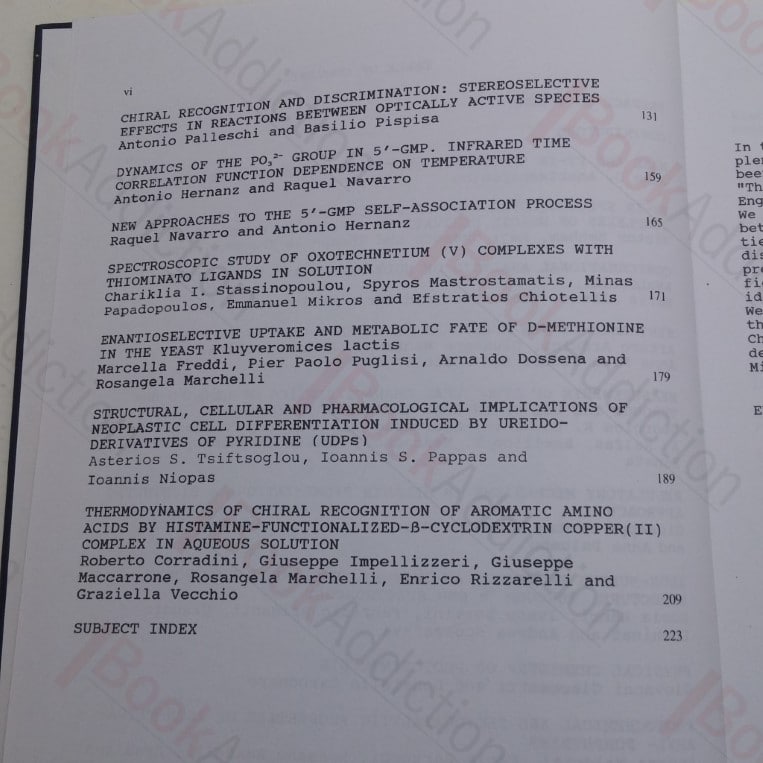 vi
CHIRAL RECOGNITION AND DISCRIMINATION: STEREOSELECTIVE
EFFECTS IN REACTIONS BEETWEEN OPTICALLY ACTIVE SPECIES
Antonio Palleschi and Basilio Pispisa 131
DYNAMICS OF THE PO₃²⁻ GROUP IN 5′-GMP. INFRARED TIME
CORRELATION FUNCTION DEPENDENCE ON TEMPERATURE
Antonio Hernanz and Raquel Navarro 159
NEW APPROACHES TO THE 5′-GMP SELF-ASSOCIATION PROCESS
Raquel Navarro and Antonio Hernanz 165
SPECTROSCOPIC STUDY OF OXOTECHNETIUM (V) COMPLEXES WITH
THIOMINATO LIGANDS IN SOLUTION
Chariklia I. Stassinopoulou, Spyros Mastrostamatis, Minas
Papadopoulos, Emmanuel Mikros and Efstratios Chiotellis 171
ENANTIOSELECTIVE UPTAKE AND METABOLIC FATE OF D-METHIONINE
IN THE YEAST Kluyveromices lactis
Marcella Freddi, Pier Paolo Puglisi, Arnaldo Dossena and
Rosangela Marchelli 179
STRUCTURAL, CELLULAR AND PHARMACOLOGICAL IMPLICATIONS OF
NEOPLASTIC CELL DIFFERENTIATION INDUCED BY UREIDO-
DERIVATIVES OF PYRIDINE (UDPs)
Asterios S. Tsiftsoglou, Ioannis S. Pappas and
Ioannis Niopas 189
THERMODYNAMICS OF CHIRAL RECOGNITION OF AROMATIC AMINO
ACIDS BY HISTAMINE-FUNCTIONALIZED-β-CYCLODEXTRIN COPPER(II)
COMPLEX IN AQUEOUS SOLUTION
Roberto Corradini, Giuseppe Impellizzeri, Giuseppe
Maccarrone, Rosangela Marchelli, Enrico Rizzarelli and
Graziella Vecchio 209
SUBJECT INDEX 223
BookAddiction